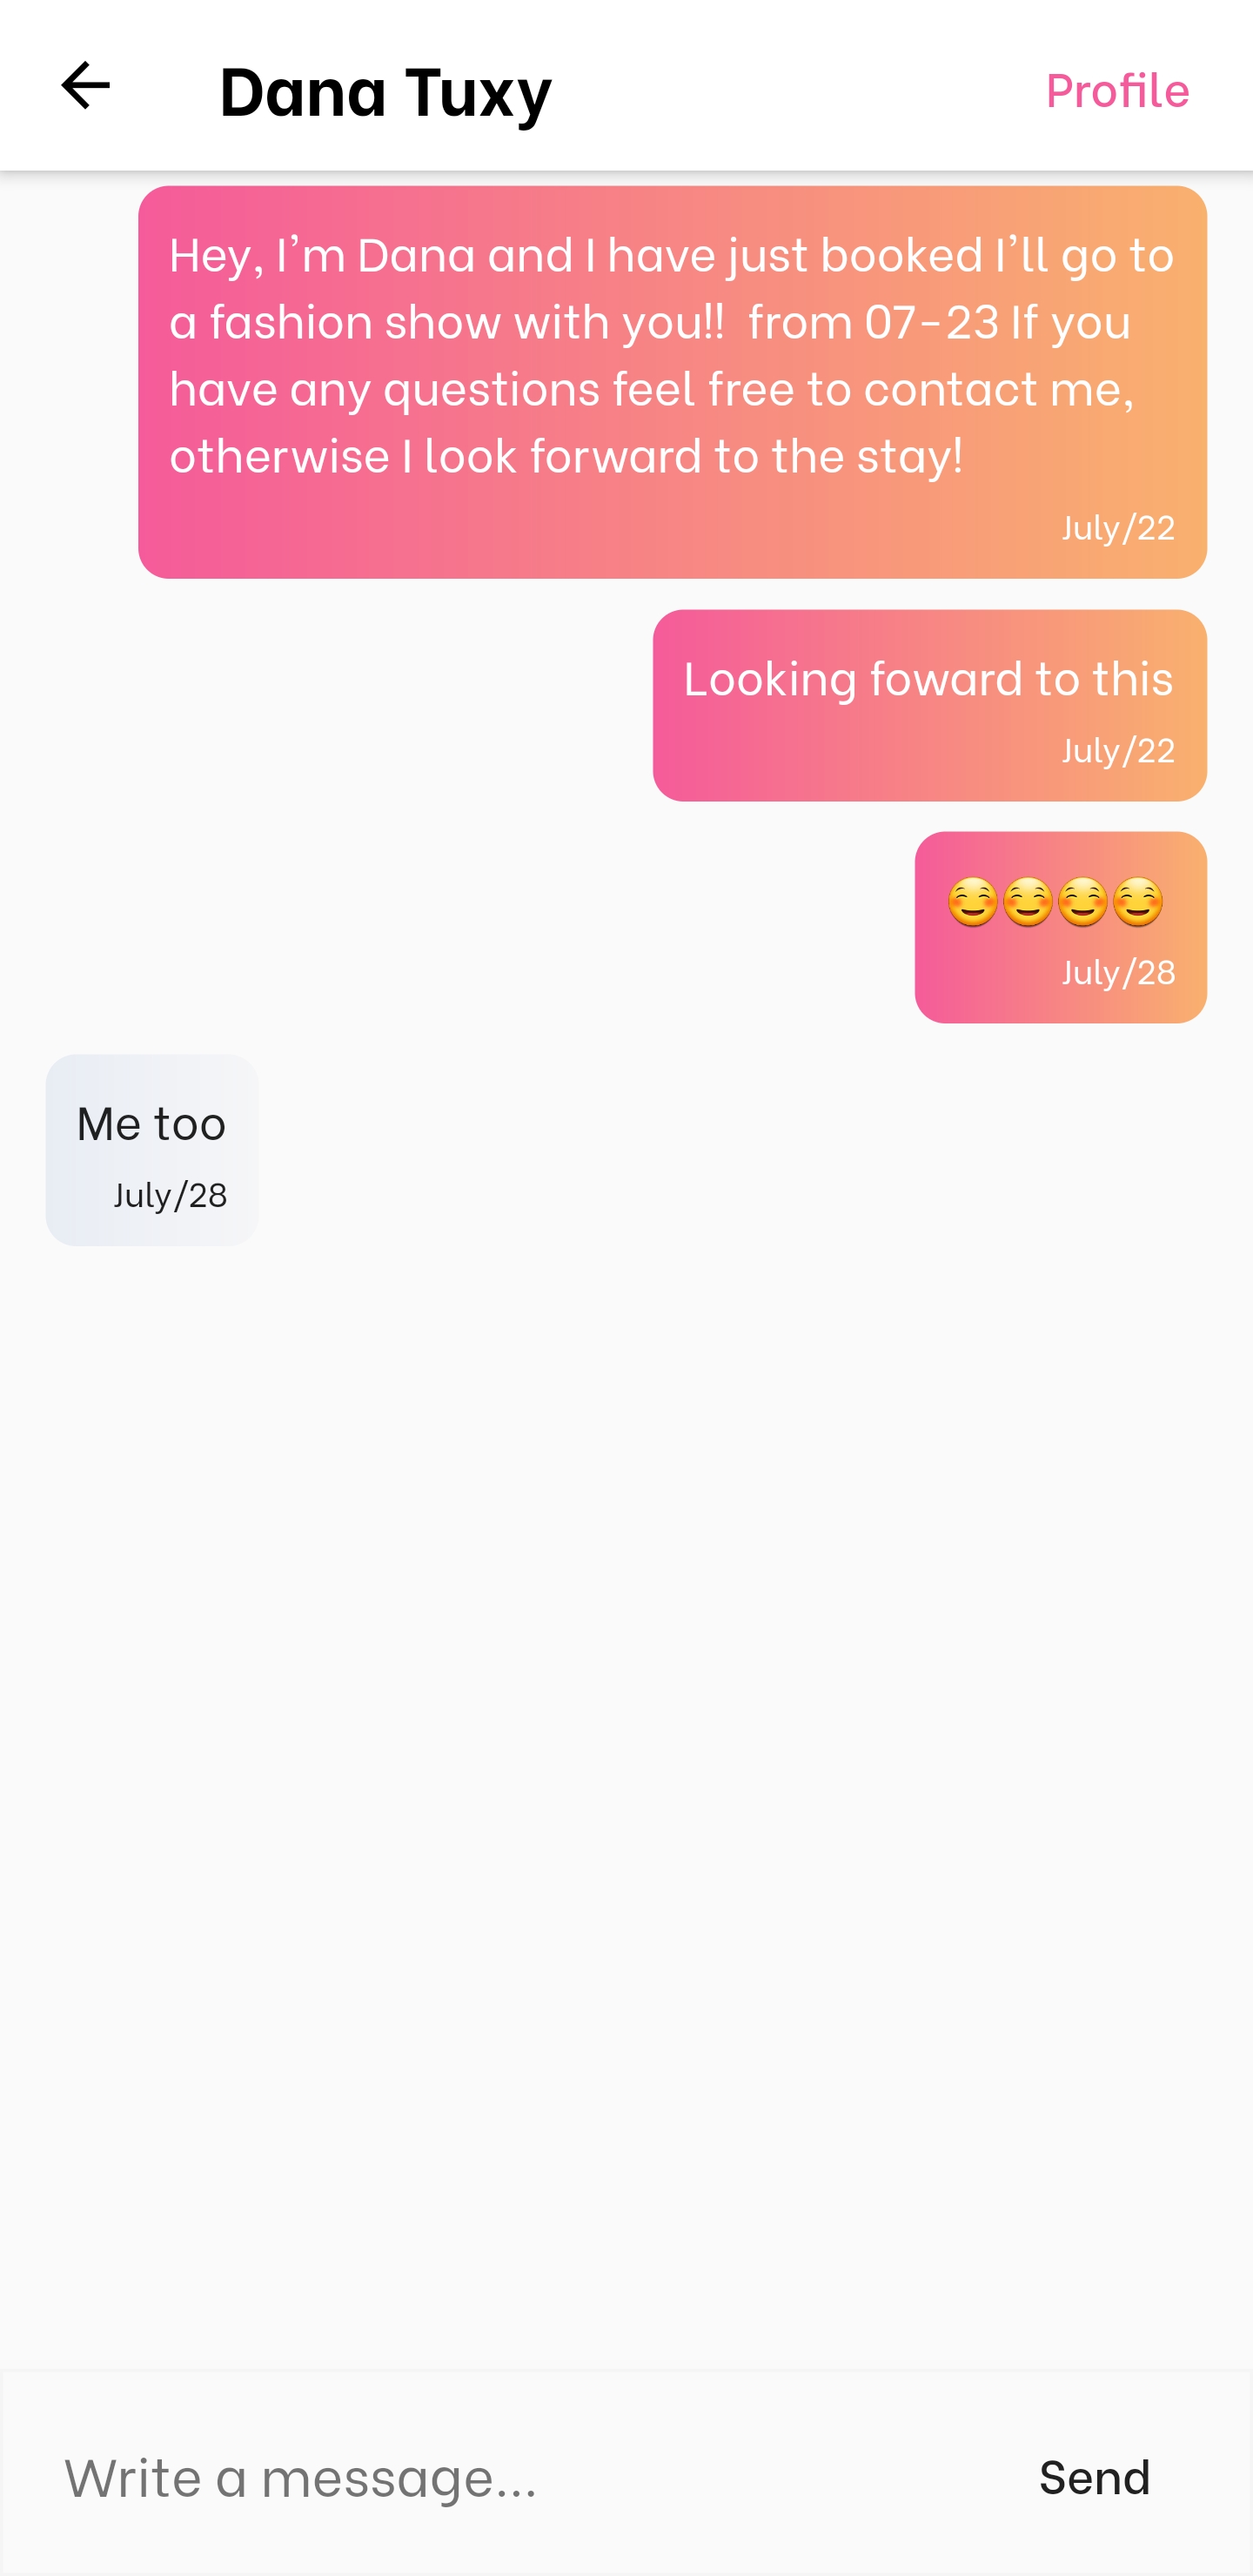 Dana Tuxy
Profile
Hey, I'm Dana and I have just booked I'll go to
a fashion show with you!!  from 07-23 If you
have any questions feel free to contact me,
otherwise I look forward to the stay!
July/22
Looking foward to this
July/22
😊😊😊😊
July/28
Me too
July/28
Write a message...
Send